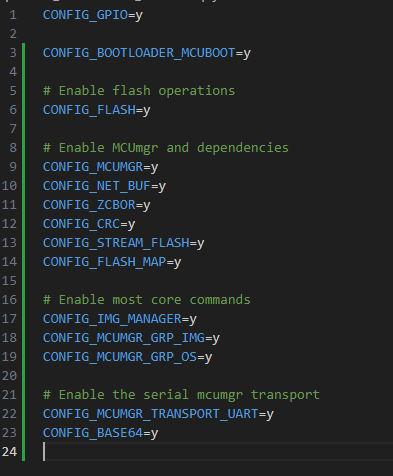 1 CONFIG_GPIO=y
2
3 CONFIG_BOOTLOADER_MCUBOOT=y
4
5 # Enable flash operations
6 CONFIG_FLASH=y
7
8 # Enable MCUmgr and dependencies
9 CONFIG_MCUMGR=y
10 CONFIG_NET_BUF=y
11 CONFIG_ZCBOR=y
12 CONFIG_CRC=y
13 CONFIG_STREAM_FLASH=y
14 CONFIG_FLASH_MAP=y
15
16 # Enable most core commands
17 CONFIG_IMG_MANAGER=y
18 CONFIG_MCUMGR_GRP_IMG=y
19 CONFIG_MCUMGR_GRP_OS=y
20
21 # Enable the serial mcumgr transport
22 CONFIG_MCUMGR_TRANSPORT_UART=y
23 CONFIG_BASE64=y
24